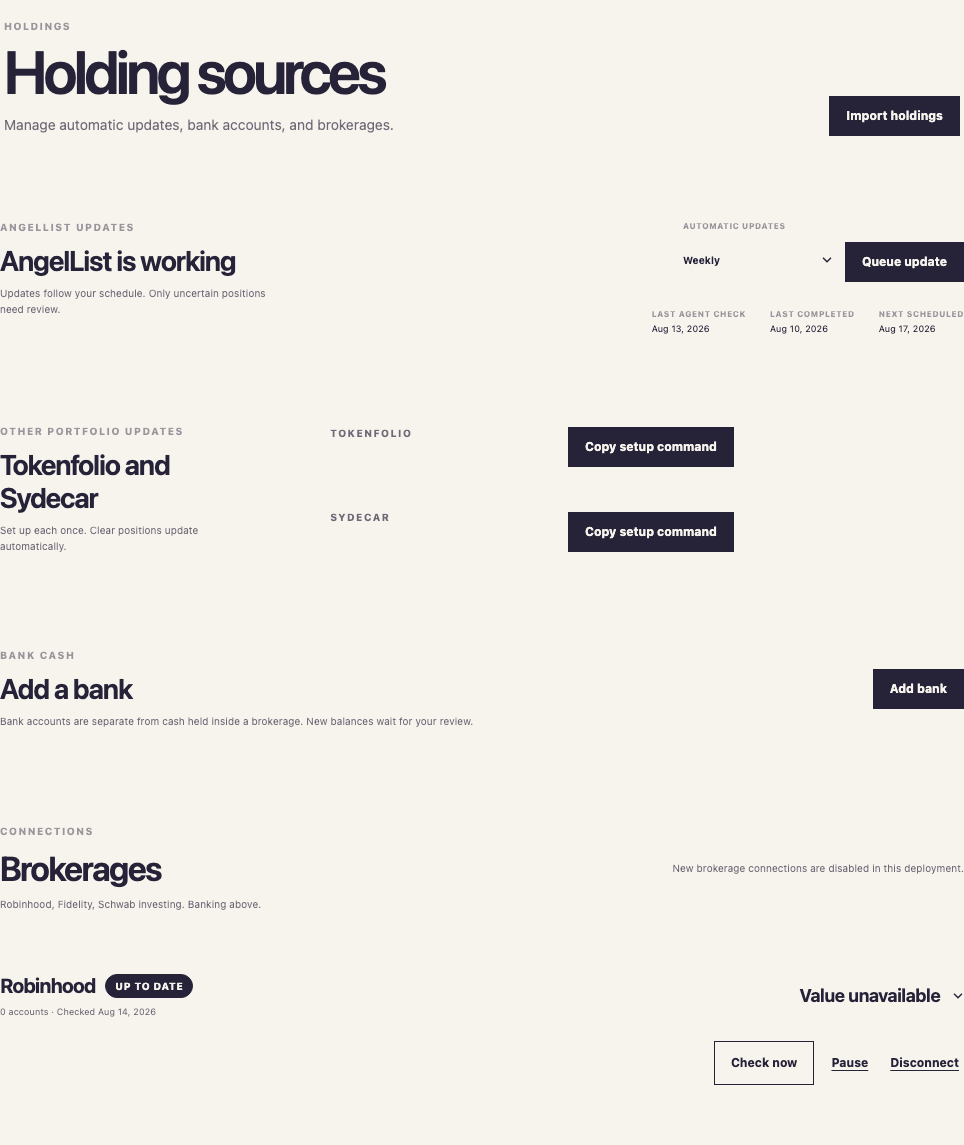 HOLDINGS
Holding sources
Manage automatic updates, bank accounts, and brokerages.
Import holdings
ANGELLIST UPDATES
AngelList is working
Updates follow your schedule. Only uncertain positions
need review.
AUTOMATIC UPDATES
Weekly
Queue update
LAST AGENT CHECK
Aug 13, 2026
LAST COMPLETED
Aug 10, 2026
NEXT SCHEDULED
Aug 17, 2026
OTHER PORTFOLIO UPDATES
Tokenfolio and
Sydecar
Set up each once. Clear positions update
automatically.
TOKENFOLIO
Copy setup command
SYDECAR
Copy setup command
BANK CASH
Add a bank
Bank accounts are separate from cash held inside a brokerage. New balances wait for your review.
Add bank
CONNECTIONS
Brokerages
Robinhood, Fidelity, Schwab investing. Banking above.
New brokerage connections are disabled in this deployment.
Robinhood
UP TO DATE
0 accounts · Checked Aug 14, 2026
Value unavailable
Check now
Pause
Disconnect